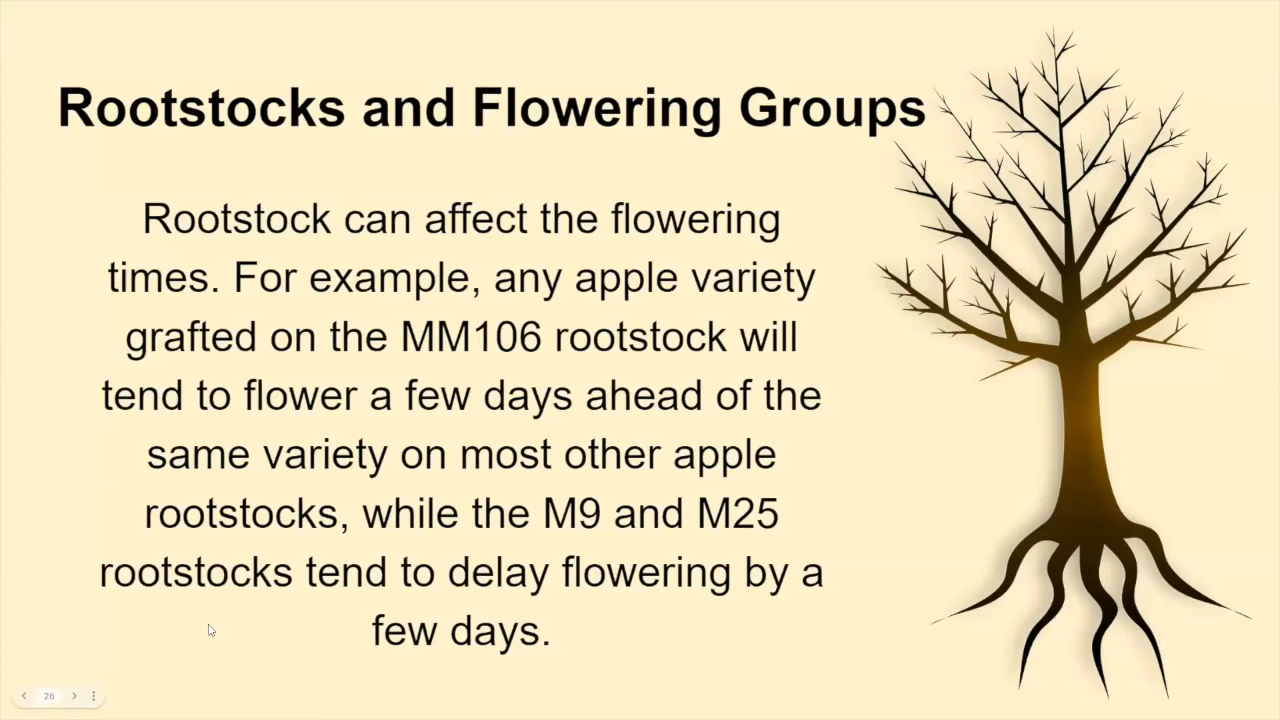 Rootstocks and Flowering Groups
Rootstock can affect the flowering
times. For example, any apple variety
grafted on the MM106 rootstock will
tend to flower a few days ahead of the
same variety on most other apple
rootstocks, while the M9 and M25
rootstocks tend to delay flowering by a
few days.
26